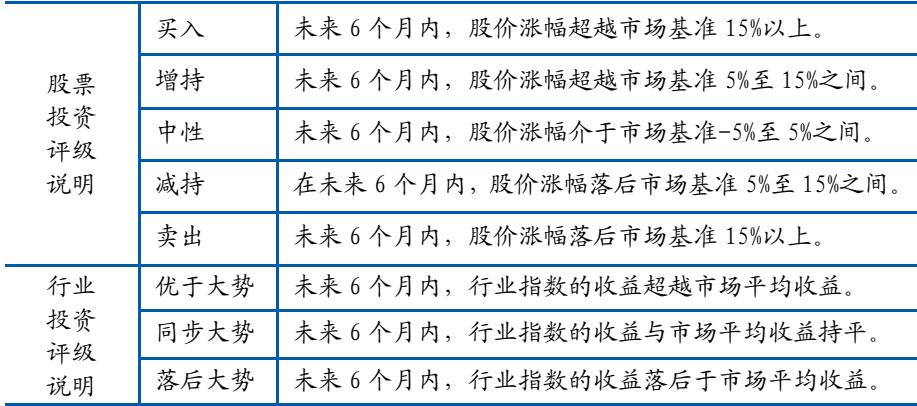 股票
投资
评级
说明
买入 未来 6 个月内，股价涨幅超越市场基准 15%以上。
增持 未来 6 个月内，股价涨幅超越市场基准 5%至 15%之间。
中性 未来 6 个月内，股价涨幅介于市场基准-5%至 5%之间。
减持 在未来 6 个月内，股价涨幅落后市场基准 5%至 15%之间。
卖出 未来 6 个月内，股价涨幅落后市场基准 15%以上。
行业
投资
评级
说明
优于大势 未来 6 个月内，行业指数的收益超越市场平均收益。
同步大势 未来 6 个月内，行业指数的收益与市场平均收益持平。
落后大势 未来 6 个月内，行业指数的收益落后于市场平均收益。